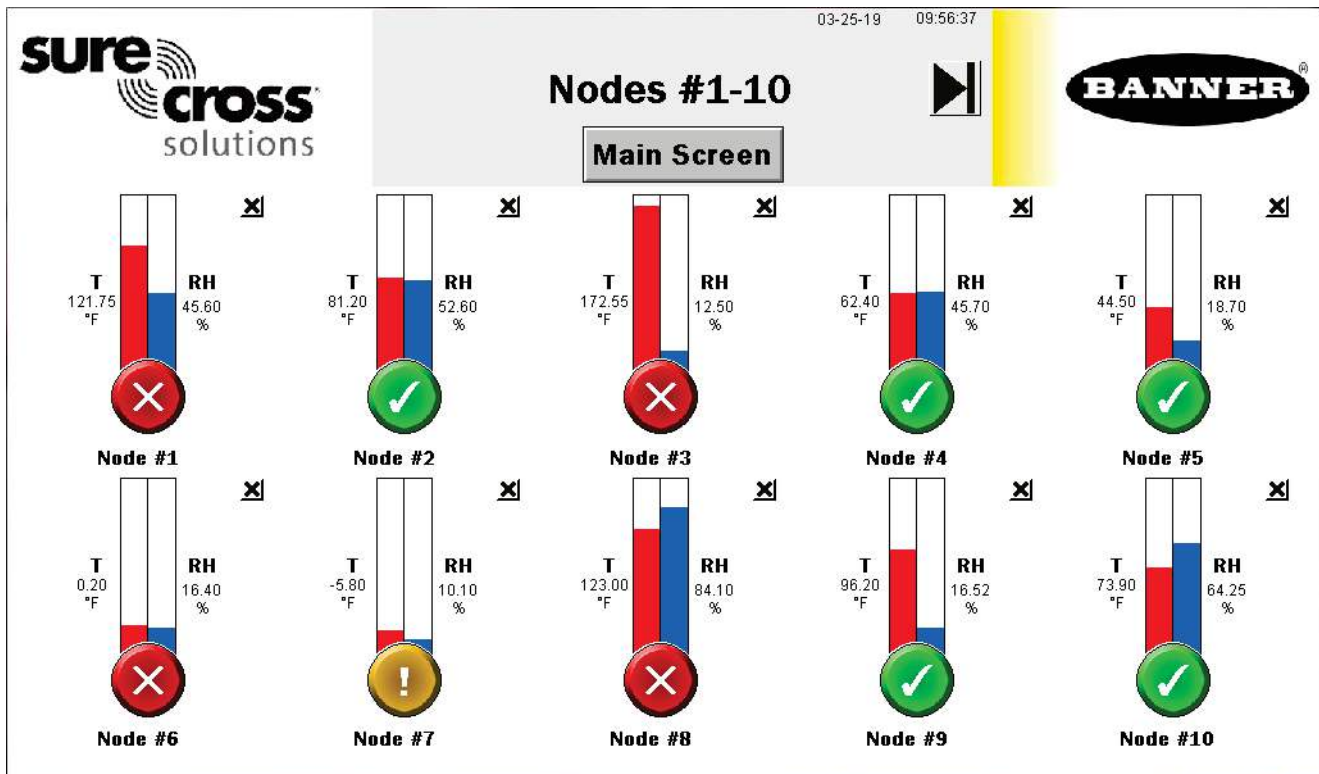 03-25-19 09:56:37
sure
cross
solutions
Nodes #1-10
BANNER®
Main Screen
T
121.75
°F
RH
45.60
%
Node #1
T
81.20
°F
RH
52.60
%
Node #2
T
172.55
°F
RH
12.50
%
Node #3
T
62.40
°F
RH
45.70
%
Node #4
T
44.50
°F
RH
18.70
%
Node #5
T
0.20
°F
RH
16.40
%
Node #6
T
-5.80
°F
RH
10.10
%
Node #7
T
123.00
°F
RH
84.10
%
Node #8
T
96.20
°F
RH
16.52
%
Node #9
T
73.90
°F
RH
64.25
%
Node #10